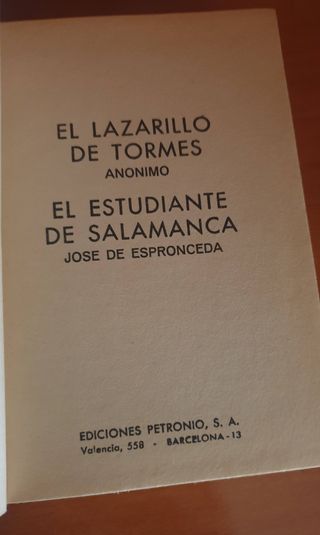 EL LAZARILLO
DE TORMES
ANONIMO
EL ESTUDIANTE
DE SALAMANCA
JOSE DE ESPRONCEDA
EDICIONES PETRONIO, S. A.
Valencia, 558 - BARCELONA-13